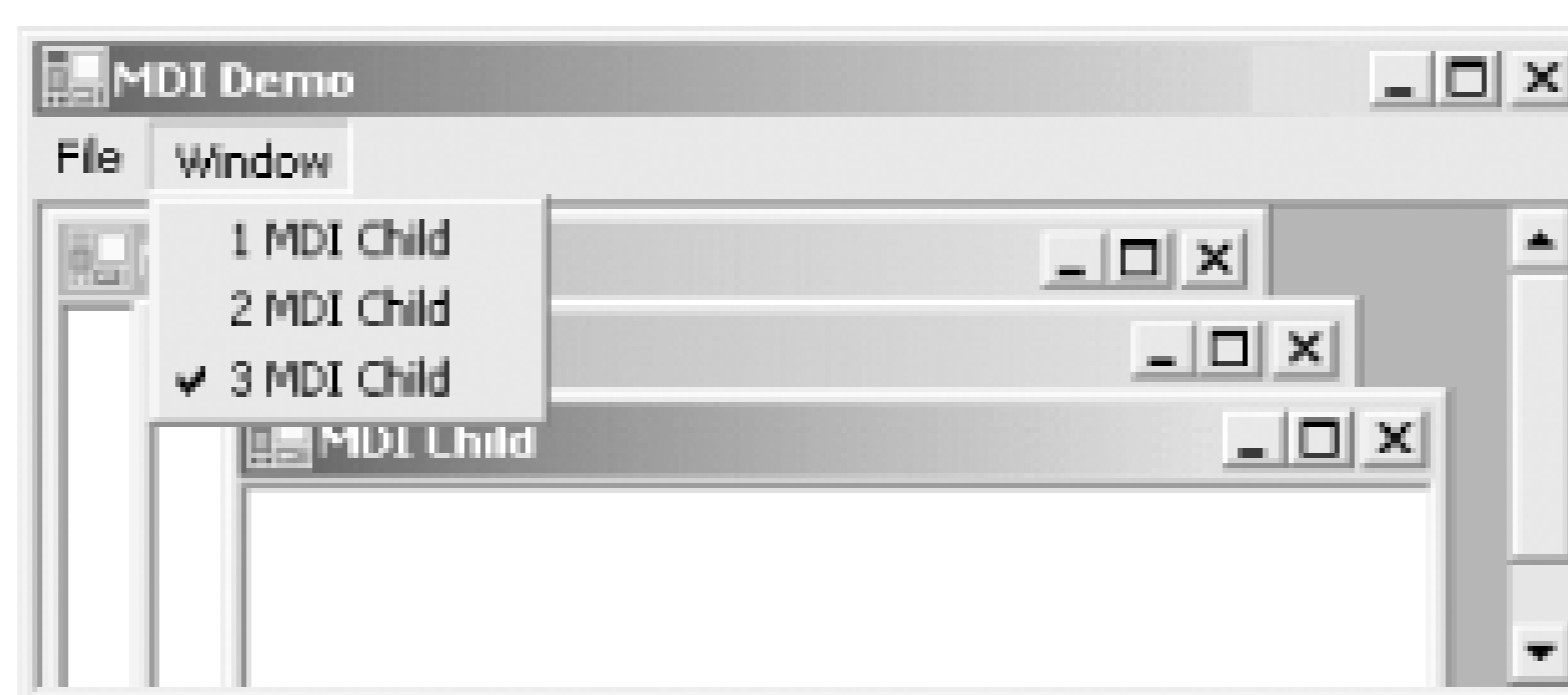 MDI Demo
File Window
1 MDI Child
2 MDI Child
✓ 3 MDI Child
MDI Child